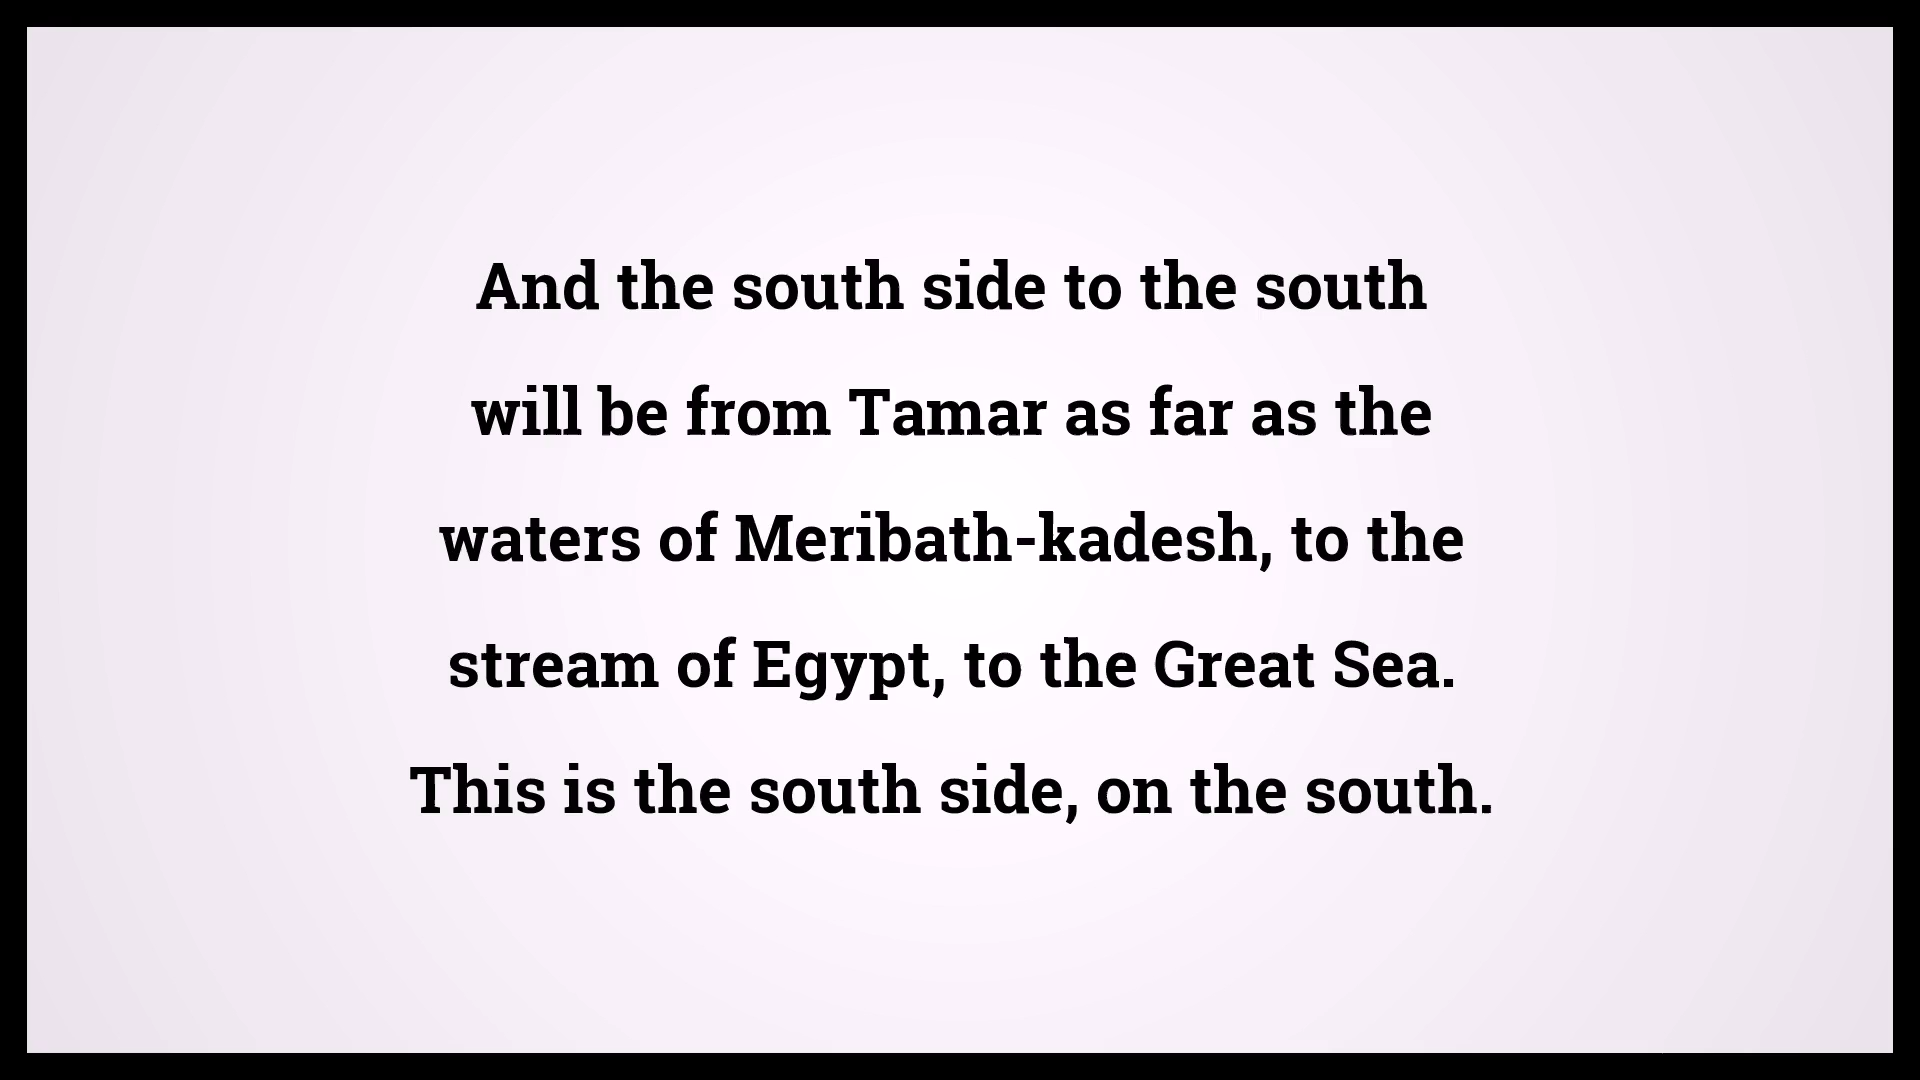 And the south side to the south
will be from Tamar as far as the
waters of Meribath-kadesh, to the
stream of Egypt, to the Great Sea.
This is the south side, on the south.